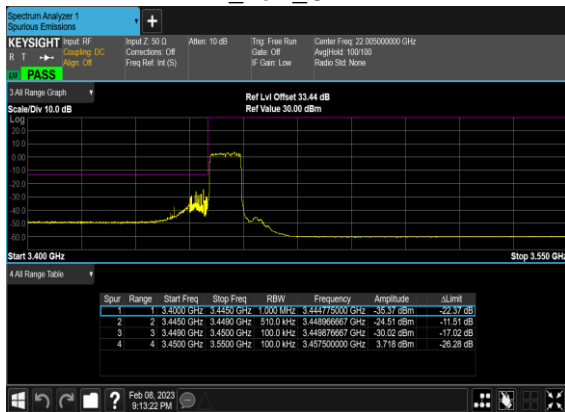 Spectrum Analyzer 1
Spurious Emissions
KEYSIGHT Input: RF
R T Coupling: DC
Align: Off
Input Z: 50 Ω
Corrections: Off
Freq Ref: Int (S)
Atten: 10 dB
Trig: Free Run
Gate: Off
IF Gain: Low
Center Freq: 22.005000000 GHz
Avg|Hold: 100/100
Radio Std: None
PASS
3 All Range Graph
Scale/Div 10.0 dB
Ref Lvl Offset 33.44 dB
Ref Value 30.00 dBm
Log
20.0
10.0
0.00
-10.0
-20.0
-30.0
-40.0
-50.0
-60.0
Start 3.400 GHz
Stop 3.550 GHz
4 All Range Table
Spur Range Start Freq Stop Freq RBW Frequency Amplitude ΔLimit
1 1 3.4000 GHz 3.4450 GHz 1.000 MHz 3.444775000 GHz -35.37 dBm -22.37 dB
2 2 3.4450 GHz 3.4490 GHz 510.0 kHz 3.448966667 GHz -24.51 dBm -11.51 dB
3 3 3.4490 GHz 3.4500 GHz 100.0 kHz 3.449876667 GHz -30.02 dBm -17.02 dB
4 4 3.4500 GHz 3.5500 GHz 100.0 kHz 3.457500000 GHz 3.718 dBm -26.28 dB
Feb 08, 2023
9:13:22 PM